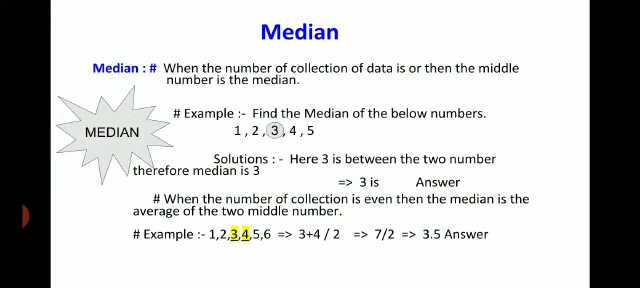 Median
Median : # When the number of collection of data is or then the middle
number is the median.
# Example :- Find the Median of the below numbers.
1 , 2 , 3 , 4 , 5
MEDIAN
Solutions : - Here 3 is between the two number
therefore median is 3
=> 3 is Answer
# When the number of collection is even then the median is the
average of the two middle number.
# Example :- 1,2,3,4,5,6 => 3+4 / 2 => 7/2 => 3.5 Answer